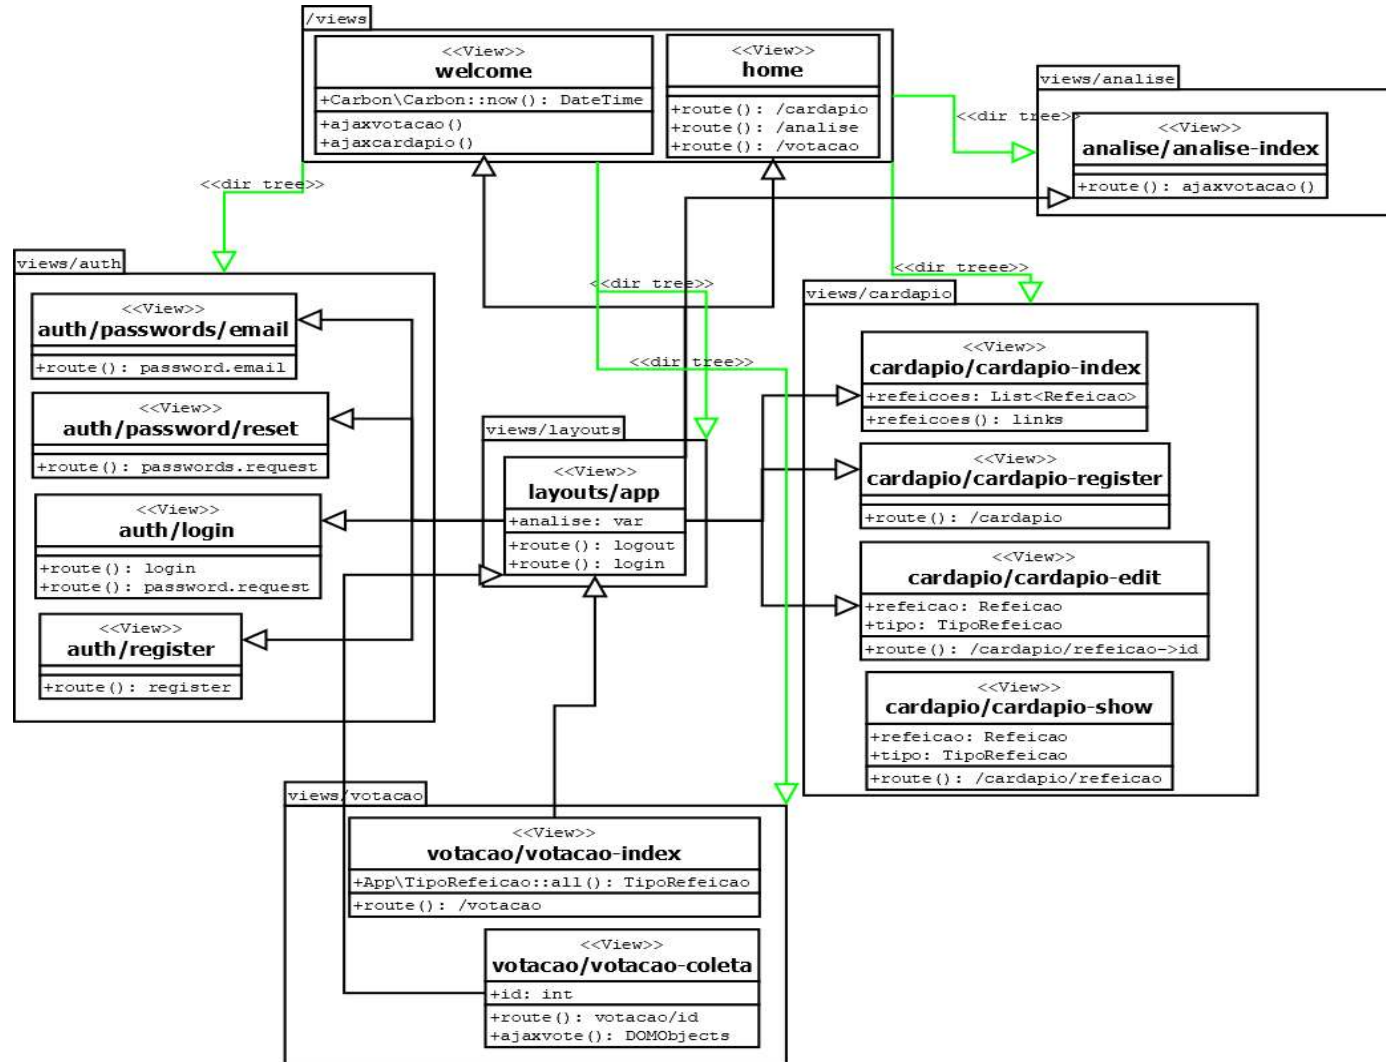 /views
<<View>>
welcome
+Carbon\Carbon::now(): DateTime
+ajaxvotacao()
+ajaxcardapio()
<<View>>
home
+route(): /cardapio
+route(): /analise
+route(): /votacao
views/analise
<<dir tree>>
<<View>>
analise/analise-index
+route(): ajaxvotacao()
<<dir tree>>
views/auth
<<View>>
auth/passwords/email
+route(): password.email
<<View>>
auth/password/reset
+route(): passwords.request
<<View>>
auth/login
+route(): login
+route(): password.request
<<View>>
auth/register
+route(): register
<<dir tree>>
<<dir tree>>
views/layouts
<<View>>
layouts/app
+analise: var
+route(): logout
+route(): login
<<dir treee>>
views/cardapio
<<View>>
cardapio/cardapio-index
+refeicoes: List<Refeicao>
+refeicoes(): links
<<View>>
cardapio/cardapio-register
+route(): /cardapio
<<View>>
cardapio/cardapio-edit
+refeicao: Refeicao
+tipo: TipoRefeicao
+route(): /cardapio/refeicao->id
<<View>>
cardapio/cardapio-show
+refeicao: Refeicao
+tipo: TipoRefeicao
+route(): /cardapio/refeicao
views/votacao
<<View>>
votacao/votacao-index
+App\TipoRefeicao::all(): TipoRefeicao
+route(): /votacao
<<View>>
votacao/votacao-coleta
+id: int
+route(): votacao/id
+ajaxvote(): DOMObjects